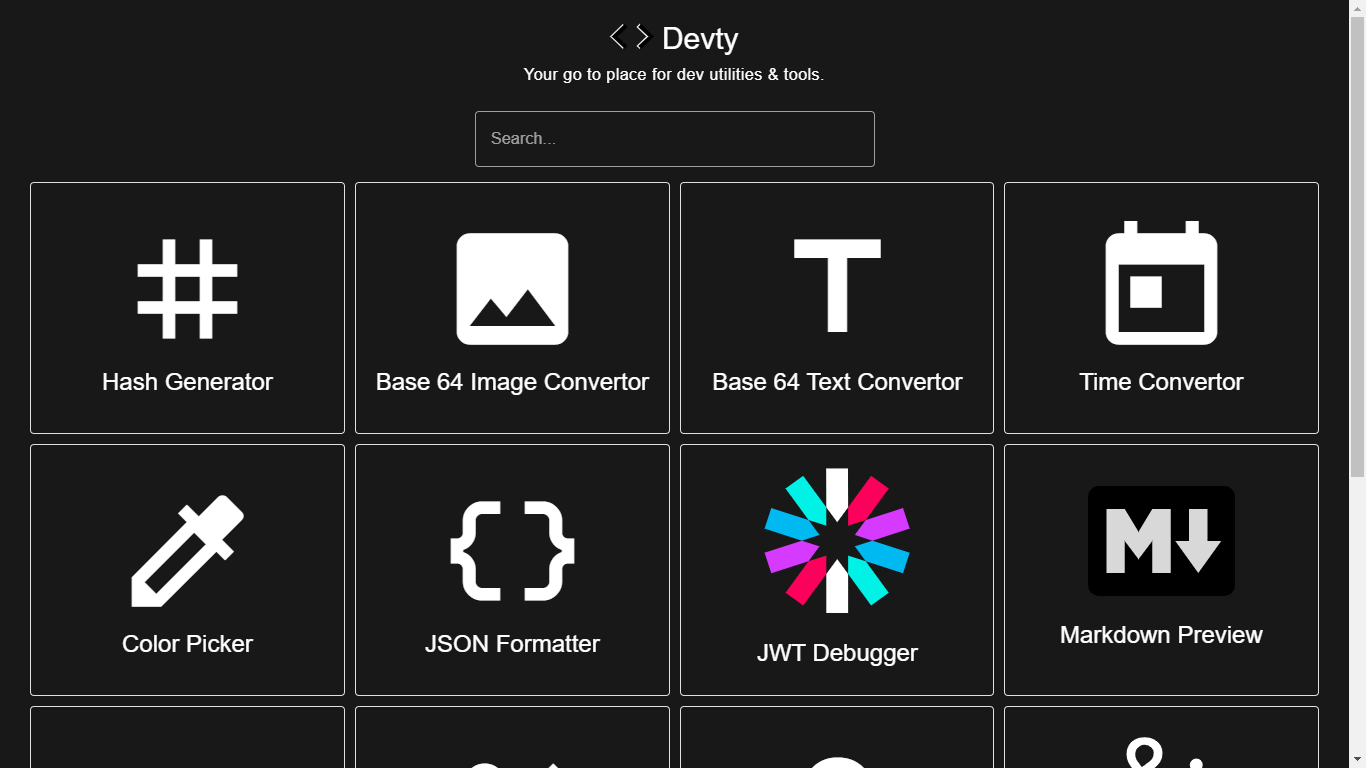 Devty
Your go to place for dev utilities & tools.
Search...
Hash Generator
Base 64 Image Convertor
T
Base 64 Text Convertor
Time Convertor
Color Picker
JSON Formatter
JWT Debugger
M
Markdown Preview